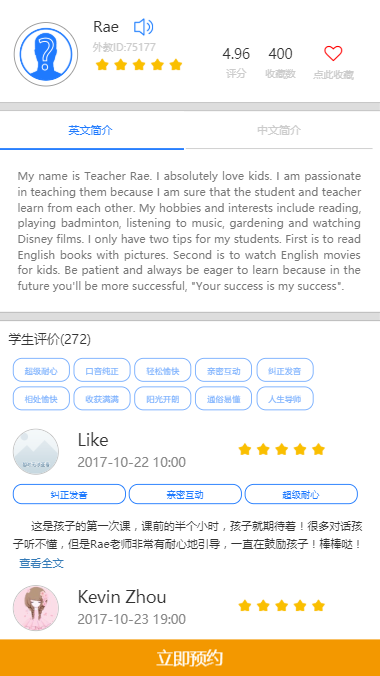 Rae
外教ID:75177
4.96
400
评分
收藏数
点此收藏
英文简介
中文简介
My name is Teacher Rae. I absolutely love kids. I am passionate
in teaching them because I am sure that the student and teacher
learn from each other. My hobbies and interests include reading,
playing badminton, listening to music, gardening and watching
Disney films. I only have two tips for my students. First is to read
English books with pictures. Second is to watch English movies
for kids. Be patient and always be eager to learn because in the
future you'll be more successful, "Your success is my success".
学生评价(272)
超级耐心 口音纯正 轻松愉快 亲密互动 纠正发音
相处愉快 收获满满 阳光开朗 通俗易懂 人生导师
Like
2017-10-22 10:00
纠正发音 亲密互动 超级耐心
这是孩子的第一次课，课前的半个小时，孩子就期待着！很多对话孩
子听不懂，但是Rae老师非常有耐心地引导，一直在鼓励孩子！棒棒哒！
查看全文
Kevin Zhou
2017-10-23 19:00
立即预约